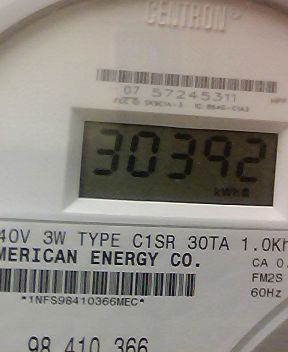 CENTRON®
07 57245311
30392
kWh
40V 3W TYPE C1SR 30TA 1.0Kh
MERICAN ENERGY CO.
CA 0.
FM2S
60Hz
*1NFS98410366MEC*
98 410 366